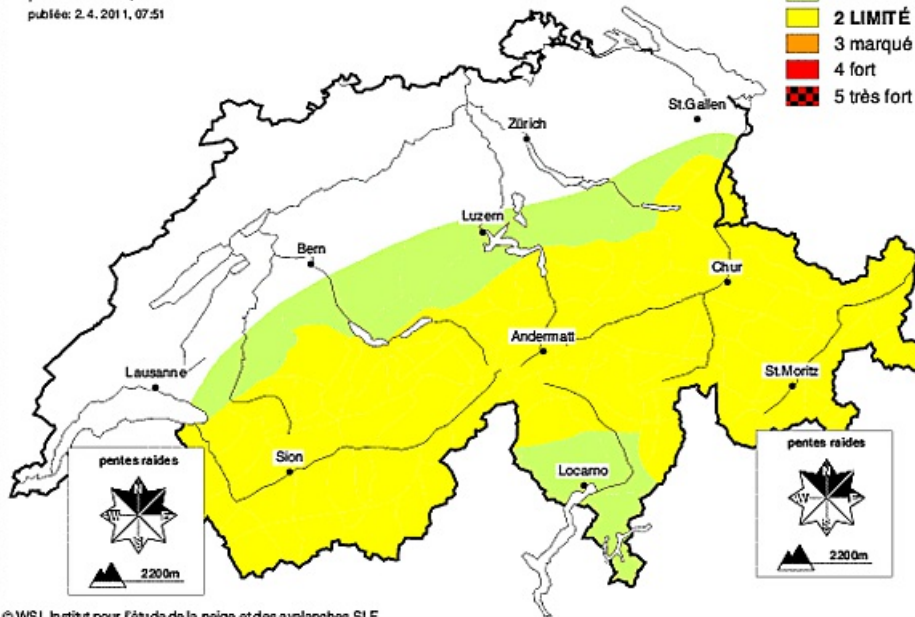 publiée: 2.4.2011, 07:51
2 LIMITÉ
3 marqué
4 fort
5 très fort
St.Gallen
Zürich
Luzern
Bern
Chur
Andermatt
Lausanne
St.Moritz
Sion
Locarno
pentes raides
N
W
E
S
2200m
pentes raides
N
W
E
S
2200m
© WSL Institut pour l'étude de la neige et des avalanches SLF